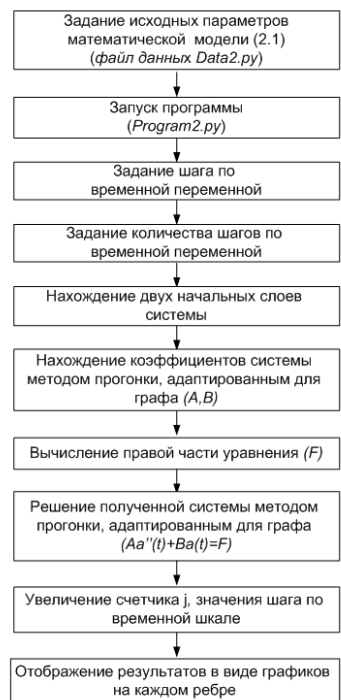 Задание исходных параметров
математической модели (2.1)
(файл данных Data2.py)
Запуск программы
(Program2.py)
Задание шага по
временной переменной
Задание количества шагов по
временной переменной
Нахождение двух начальных слоев
системы
Нахождение коэффициентов системы
методом прогонки, адаптированным для
графа (A,B)
Вычисление правой части уравнения (F)
Решение полученной системы методом
прогонки, адаптированным для графа
(Aa’’(t)+Ba(t)=F)
Увеличение счетчика j, значения шага по
временной шкале
Отображение результатов в виде графиков
на каждом ребре